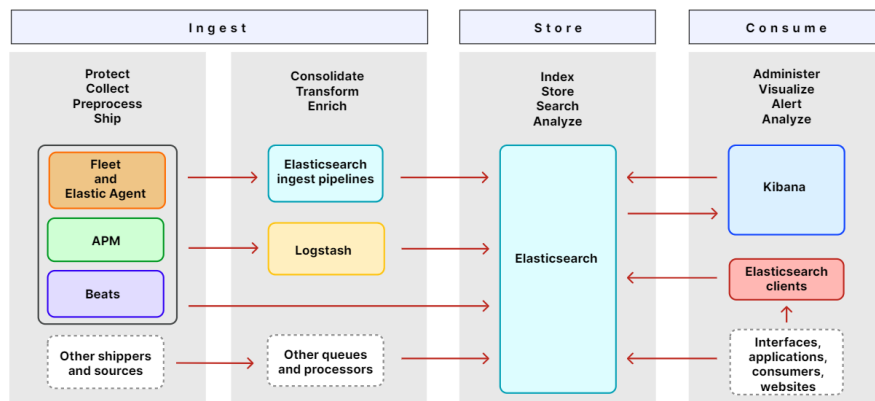 Ingest
Store
Consume
Protect
Collect
Preprocess
Ship
Consolidate
Transform
Enrich
Index
Store
Search
Analyze
Administer
Visualize
Alert
Analyze
Fleet
and
Elastic Agent
APM
Beats
Other shippers
and sources
Elasticsearch
ingest pipelines
Logstash
Other queues
and processors
Elasticsearch
Kibana
Elasticsearch
clients
Interfaces,
applications,
consumers,
websites